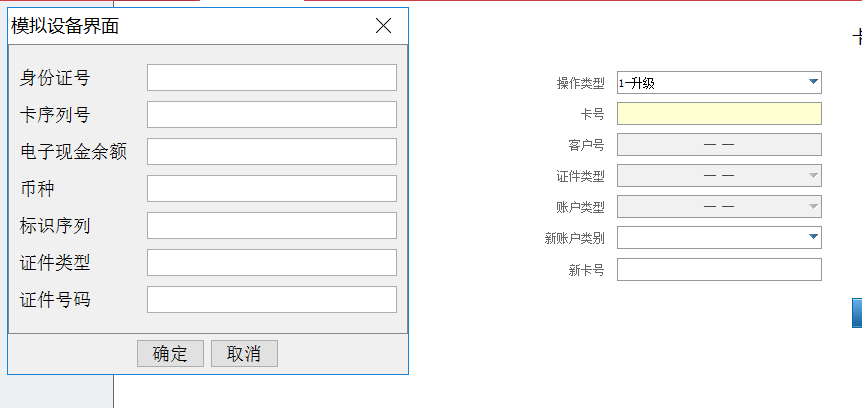 模拟设备界面
身份证号
卡序列号
电子现金余额
币种
标识序列
证件类型
证件号码
确定 取消
操作类型 1-升级
卡号
客户号 — —
证件类型 — —
账户类型 — —
新账户类别
新卡号